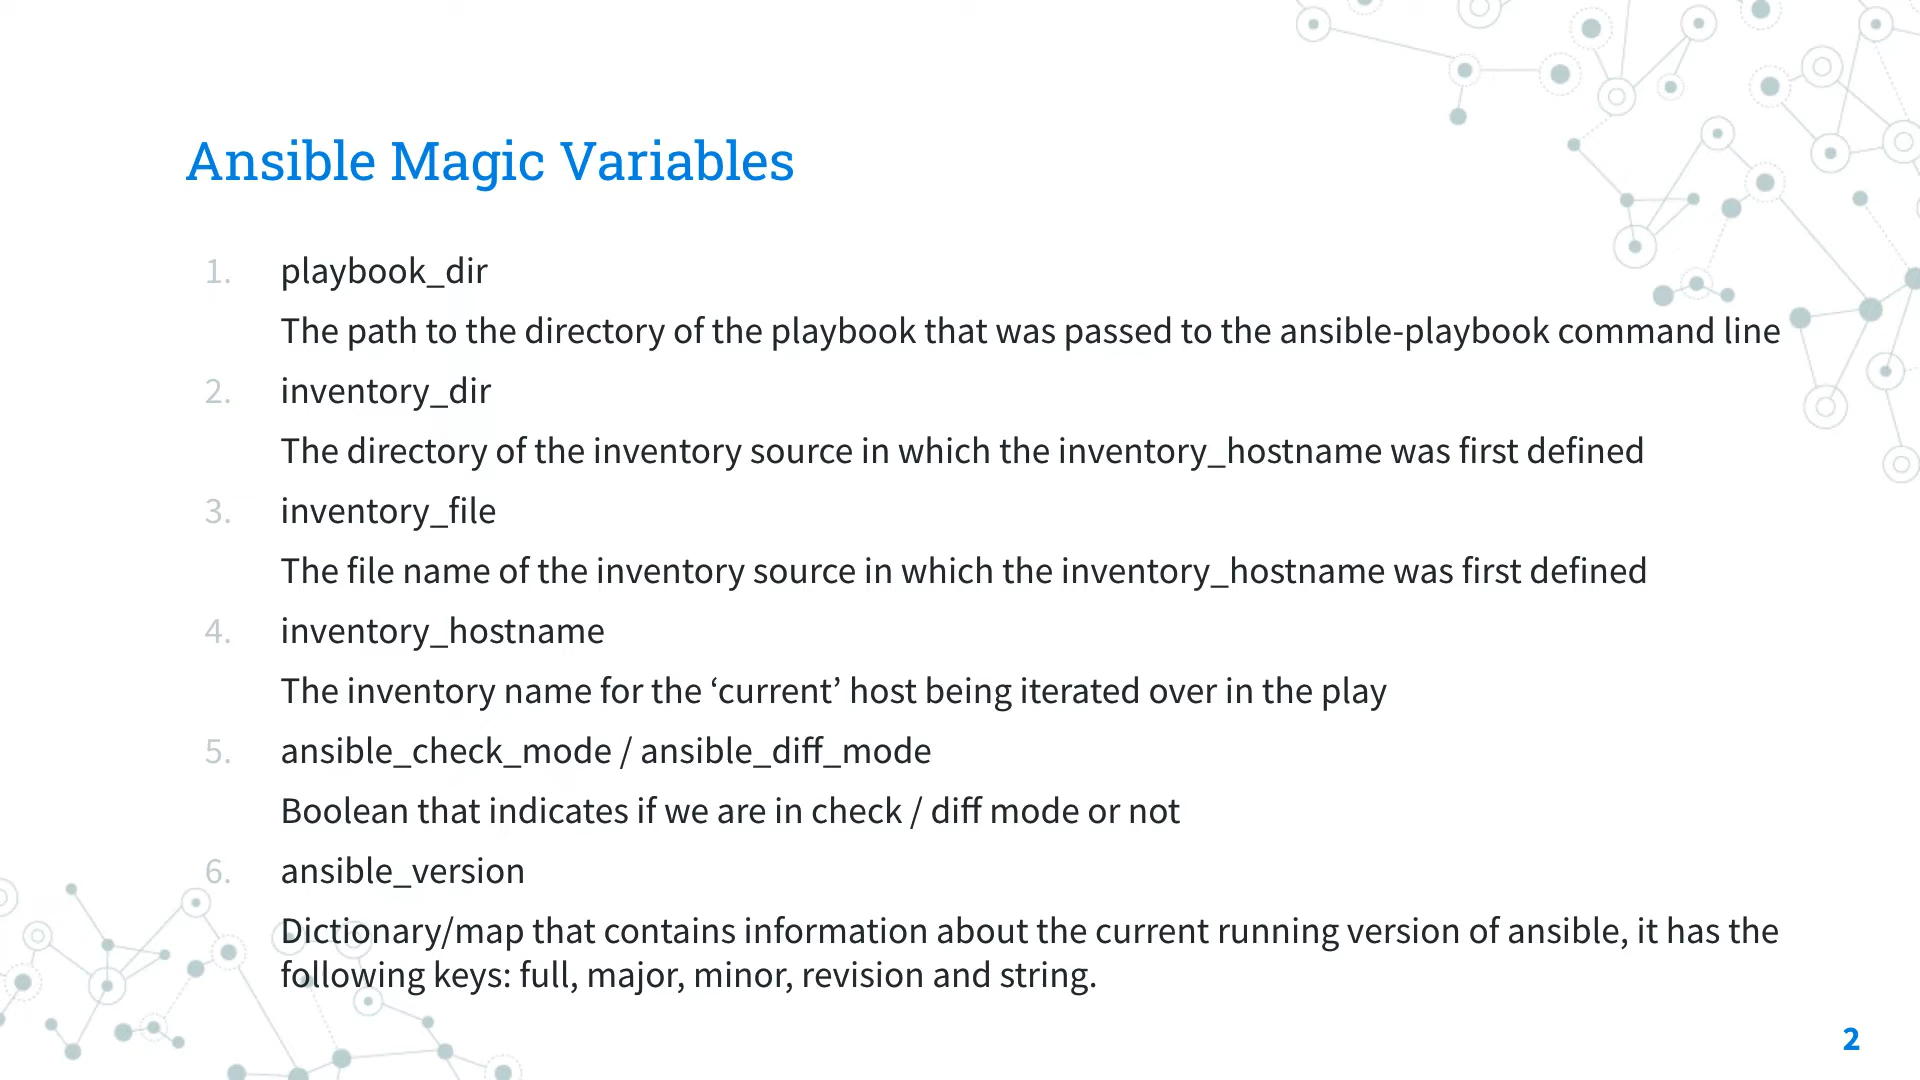 Ansible Magic Variables
1. playbook_dir
The path to the directory of the playbook that was passed to the ansible-playbook command line
2. inventory_dir
The directory of the inventory source in which the inventory_hostname was first defined
3. inventory_file
The file name of the inventory source in which the inventory_hostname was first defined
4. inventory_hostname
The inventory name for the ‘current’ host being iterated over in the play
5. ansible_check_mode / ansible_diff_mode
Boolean that indicates if we are in check / diff mode or not
6. ansible_version
Dictionary/map that contains information about the current running version of ansible, it has the
following keys: full, major, minor, revision and string.
2